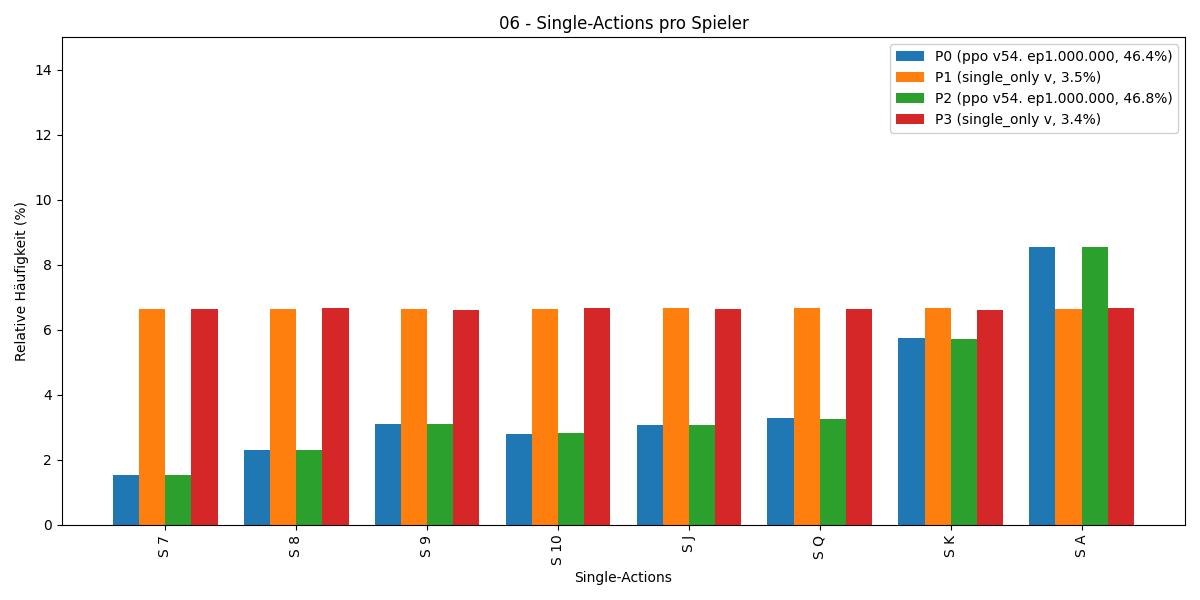 06 - Single-Actions pro Spieler
P0 (ppo v54. ep1.000.000, 46.4%)
P1 (single_only v, 3.5%)
P2 (ppo v54. ep1.000.000, 46.8%)
P3 (single_only v, 3.4%)
Relative Häufigkeit (%)
14
12
10
8
6
4
2
0
S 7
S 8
S 9
S 10
S J
S Q
S K
S A
Single-Actions